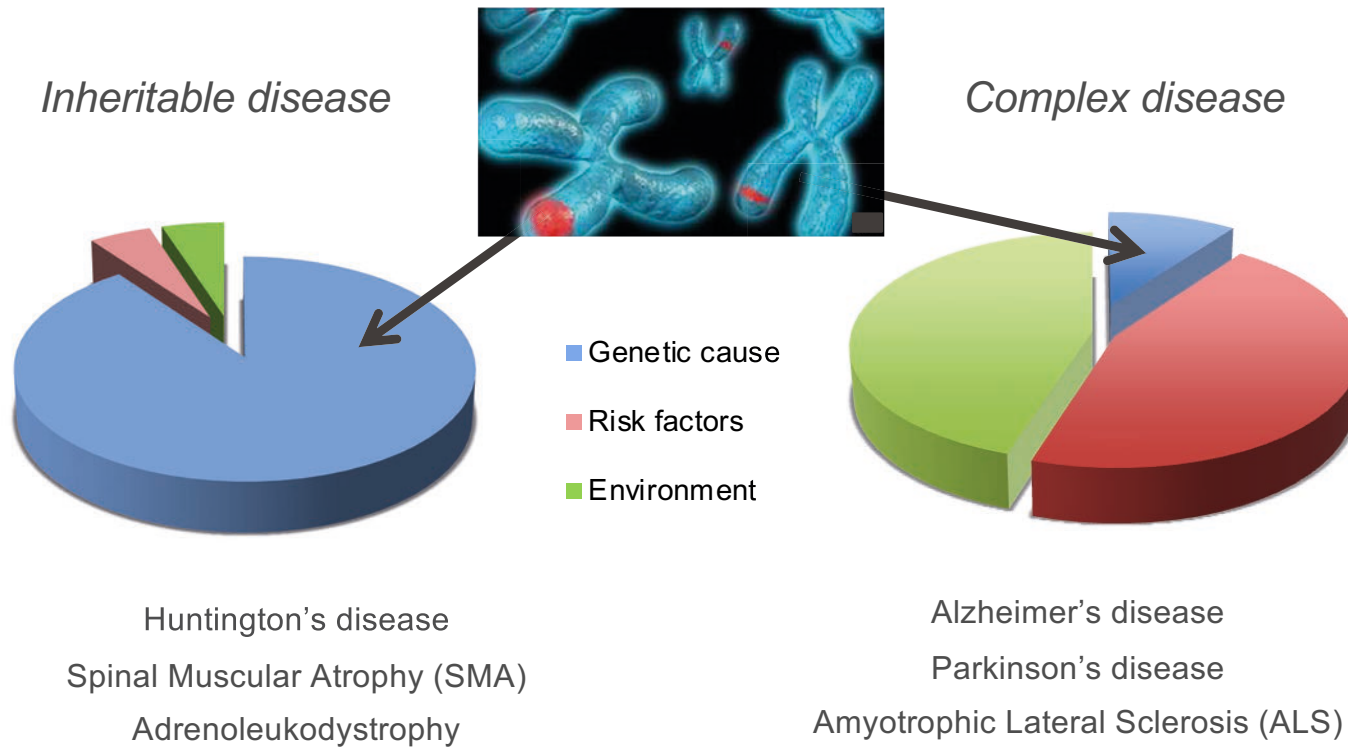 Inheritable disease
Complex disease
Genetic cause
Risk factors
Environment
Huntington’s disease
Spinal Muscular Atrophy (SMA)
Adrenoleukodystrophy
Alzheimer’s disease
Parkinson’s disease
Amyotrophic Lateral Sclerosis (ALS)